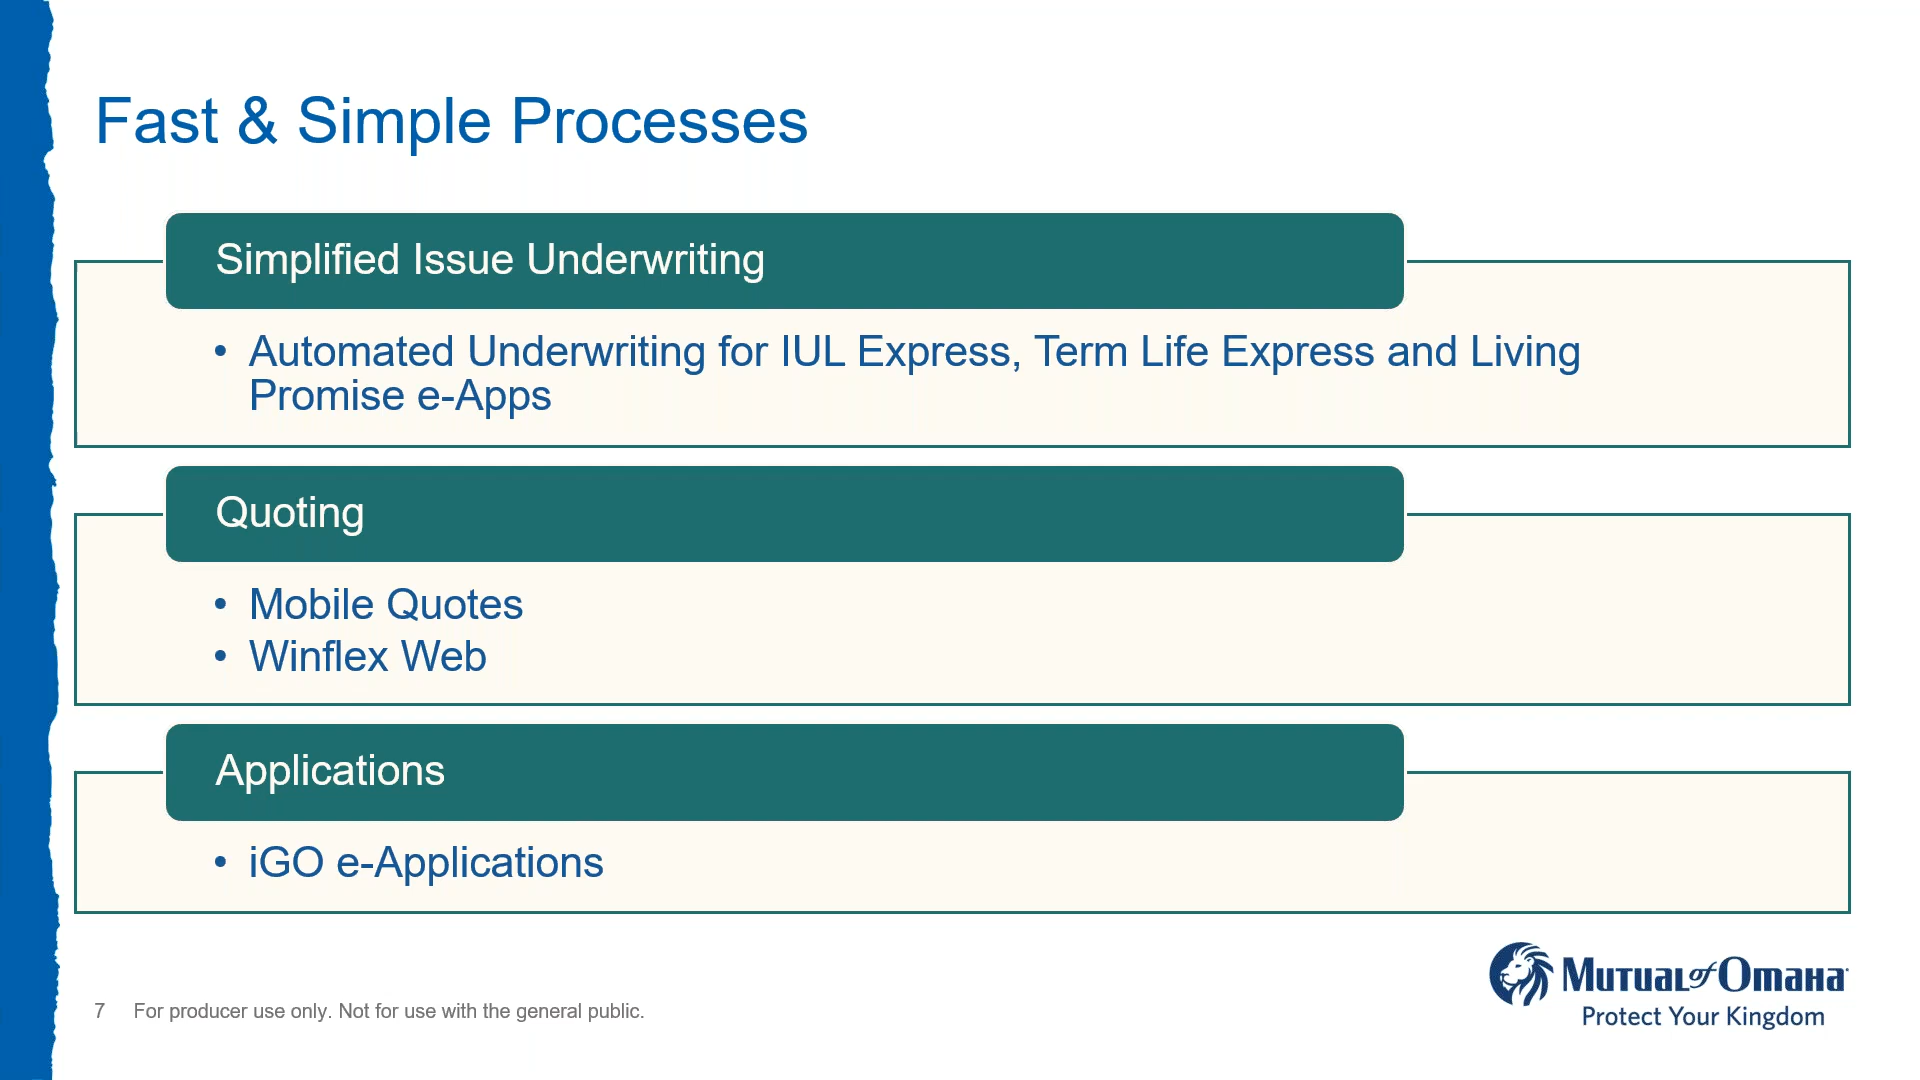 Fast & Simple Processes
Simplified Issue Underwriting
• Automated Underwriting for IUL Express, Term Life Express and Living
Promise e-Apps
Quoting
• Mobile Quotes
• Winflex Web
Applications
• iGO e-Applications
Mutual of Omaha
Protect Your Kingdom
7 For producer use only. Not for use with the general public.